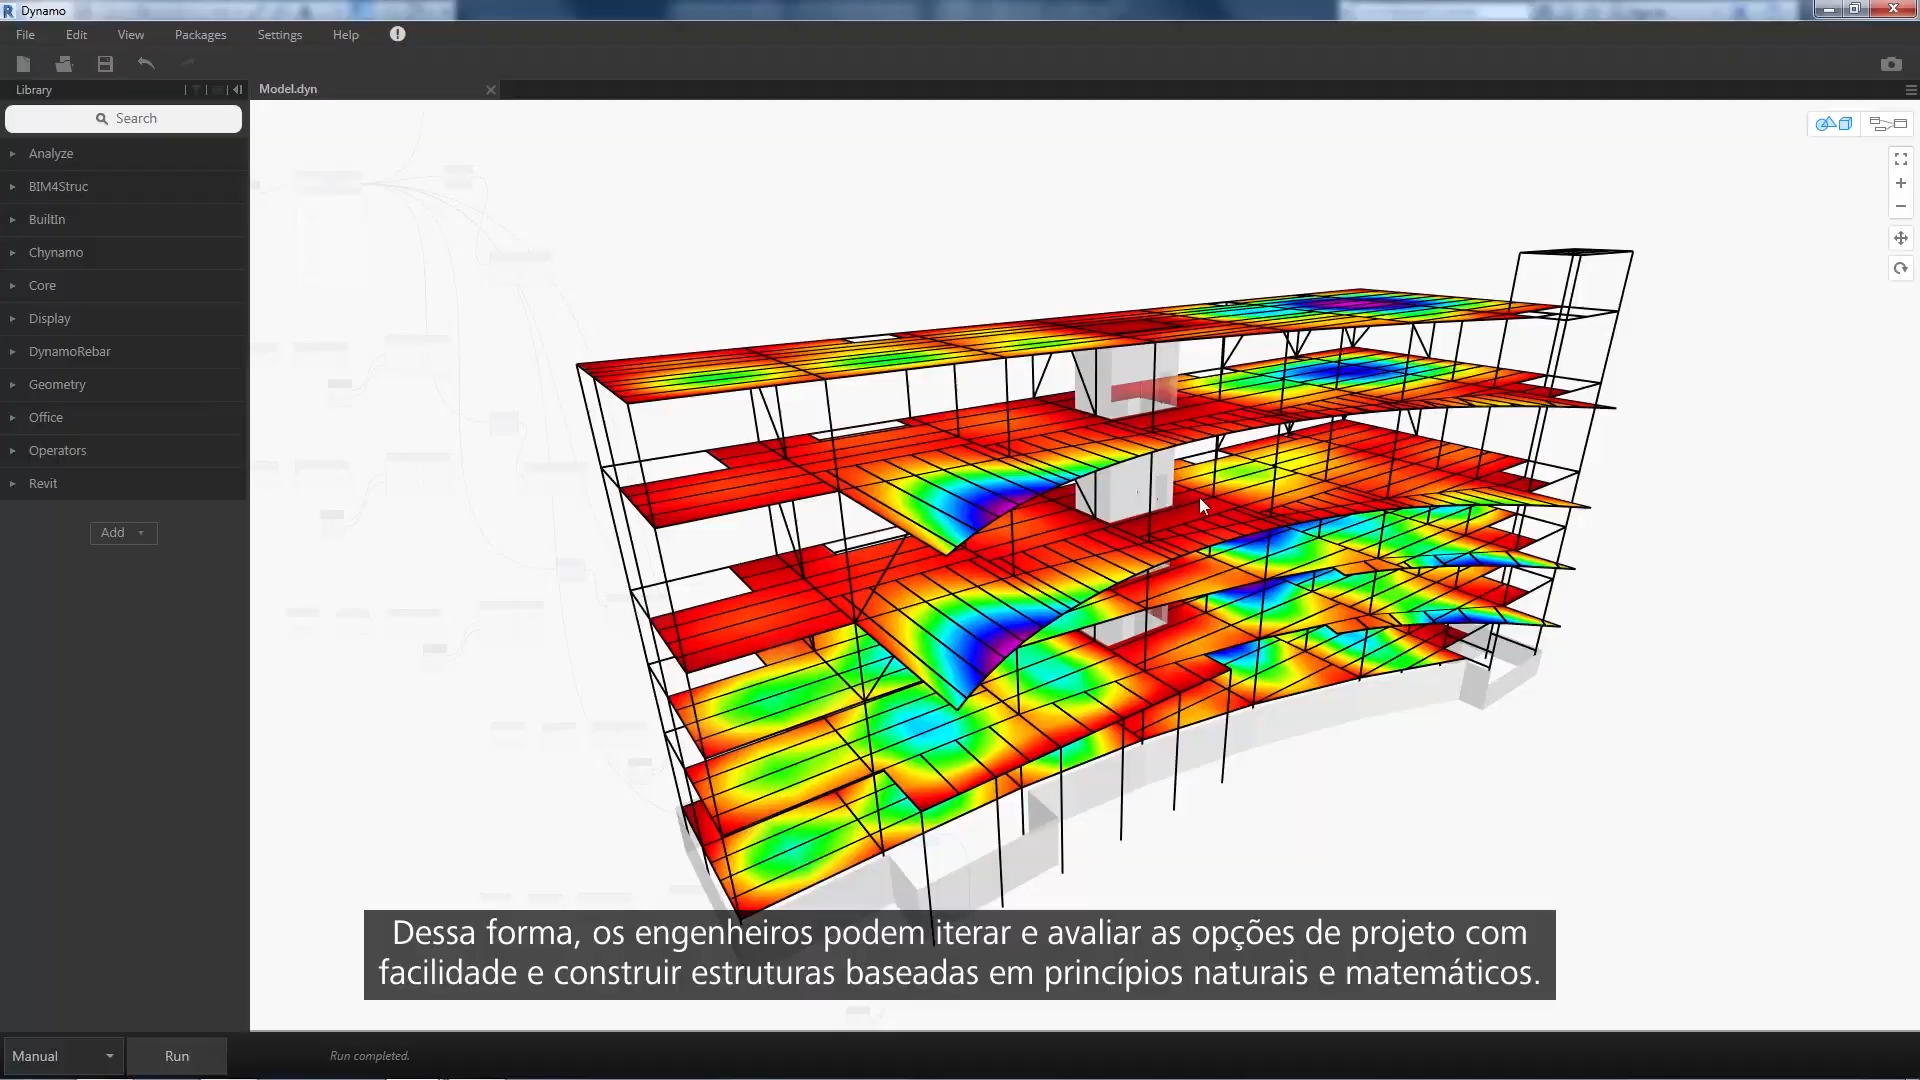 Dynamo
File Edit View Packages Settings Help
Library
Model.dyn
Search
Analyze
BIM4Struc
BuiltIn
Chynamo
Core
Display
DynamoRebar
Geometry
Office
Operators
Revit
Add
Dessa forma, os engenheiros podem iterar e avaliar as opções de projeto com
facilidade e construir estruturas baseadas em princípios naturais e matemáticos.
Manual Run Run completed.